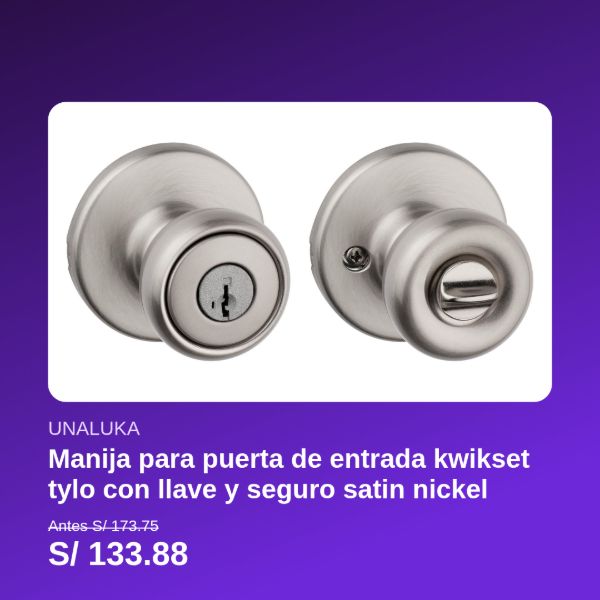 UNALUKA
Manija para puerta de entrada kwikset
tylo con llave y seguro satin nickel
Antes S/ 173.75
S/ 133.88